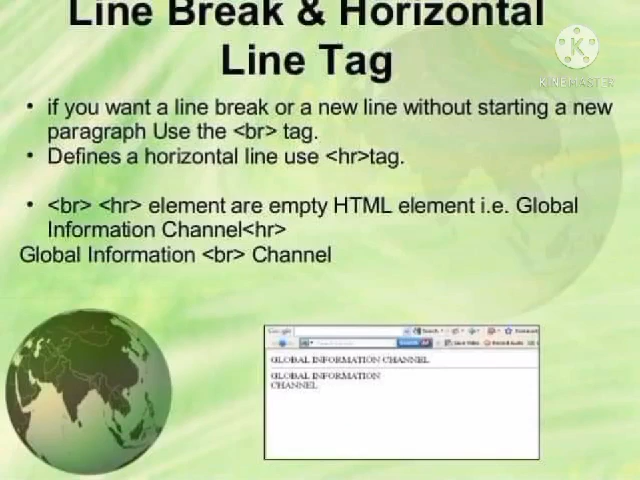 Line Break & Horizontal
Line Tag
K
KINEMASTER
• if you want a line break or a new line without starting a new
paragraph Use the <br> tag.
• Defines a horizontal line use <hr>tag.
• <br> <hr> element are empty HTML element i.e. Global
Information Channel<hr>
Global Information <br> Channel
Google
Search
GLOBAL INFORMATION CHANNEL
GLOBAL INFORMATION
CHANNEL